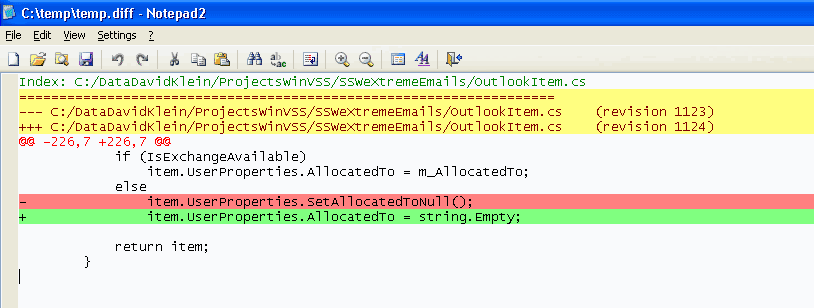 C:\temp\temp.diff - Notepad2
File Edit View Settings ?
Index: C:/DataDavidKlein/ProjectsWinVSS/SSWeXtremeEmails/OutlookItem.cs
===================================================================
--- C:/DataDavidKlein/ProjectsWinVSS/SSWeXtremeEmails/OutlookItem.cs    (revision 1123)
+++ C:/DataDavidKlein/ProjectsWinVSS/SSWeXtremeEmails/OutlookItem.cs    (revision 1124)
@@ -226,7 +226,7 @@
            if (IsExchangeAvailable)
                item.UserProperties.AllocatedTo = m_AllocatedTo;
            else
-               item.UserProperties.SetAllocatedToNull();
+               item.UserProperties.AllocatedTo = string.Empty;
            return item;
        }